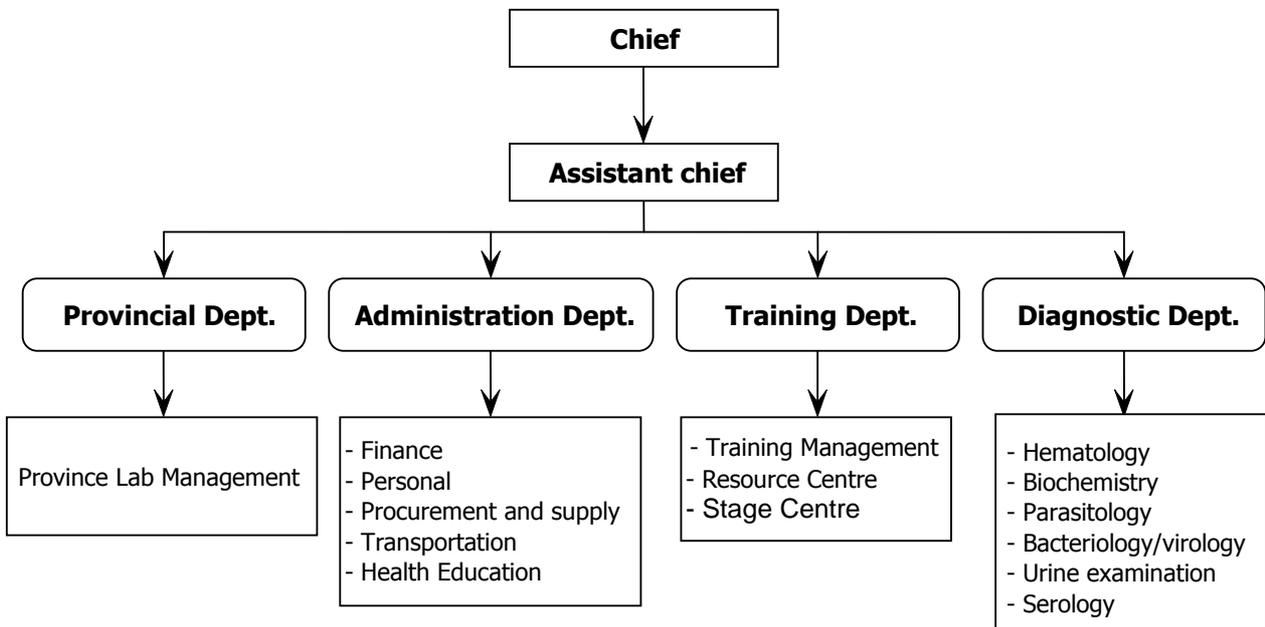 Chief
Assistant chief
Provincial Dept.
Administration Dept.
Training Dept.
Diagnostic Dept.
Province Lab Management
- Finance
- Personal
- Procurement and supply
- Transportation
- Health Education
- Training Management
- Resource Centre
- Stage Centre
- Hematology
- Biochemistry
- Parasitology
- Bacteriology/virology
- Urine examination
- Serology